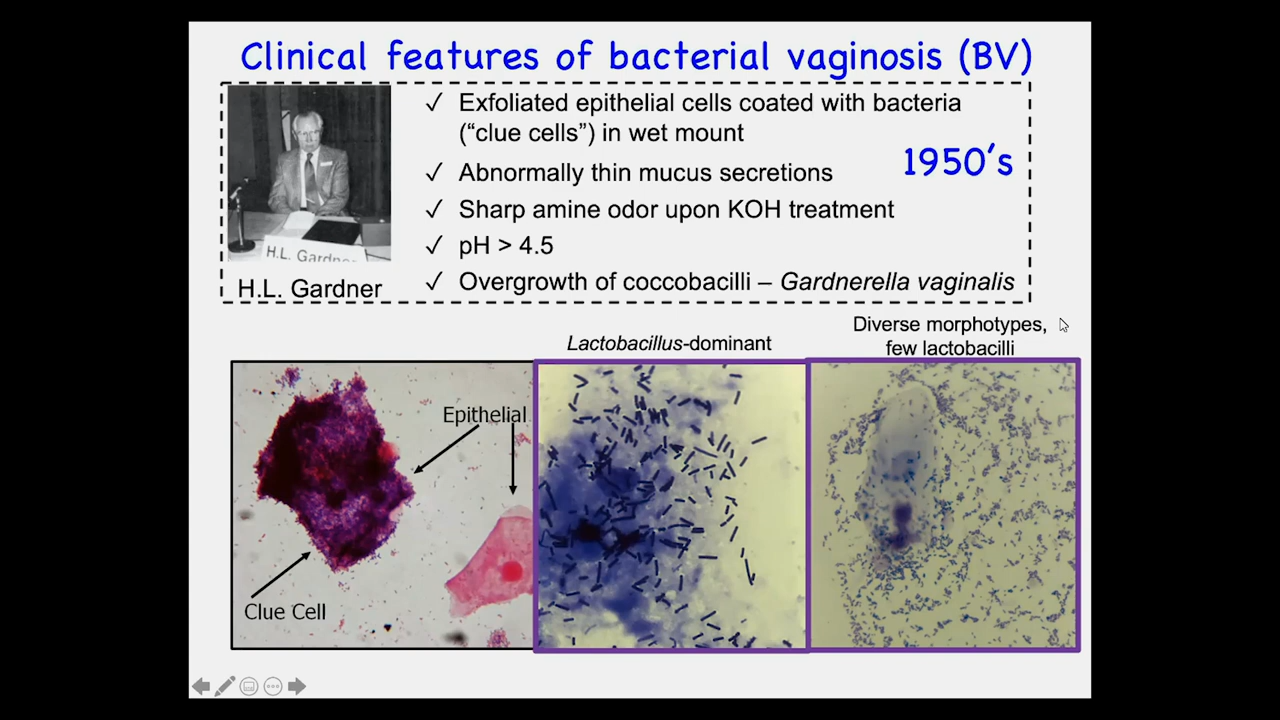 Clinical features of bacterial vaginosis (BV)
✓ Exfoliated epithelial cells coated with bacteria
("clue cells") in wet mount
1950's
✓ Abnormally thin mucus secretions
✓ Sharp amine odor upon KOH treatment
✓ pH > 4.5
✓ Overgrowth of coccobacilli – Gardnerella vaginalis
H.L. Gardner
H.L. Gardner
Lactobacillus-dominant
Diverse morphotypes,
few lactobacilli
Epithelial
Clue Cell